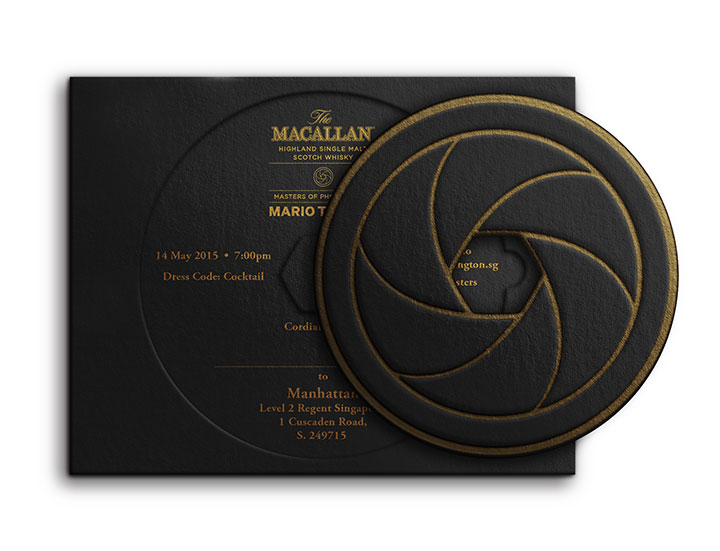 The
MACALLAN
HIGHLAND SINGLE MALT
SCOTCH WHISKY
MASTERS OF PH
MARIO T
14 May 2015 • 7:00pm
Dress Code: Cocktail
ngton.sg
sters
Cordia
to
Manhattan
Level 2 Regent Singap
1 Cuscaden Road,
S. 249715